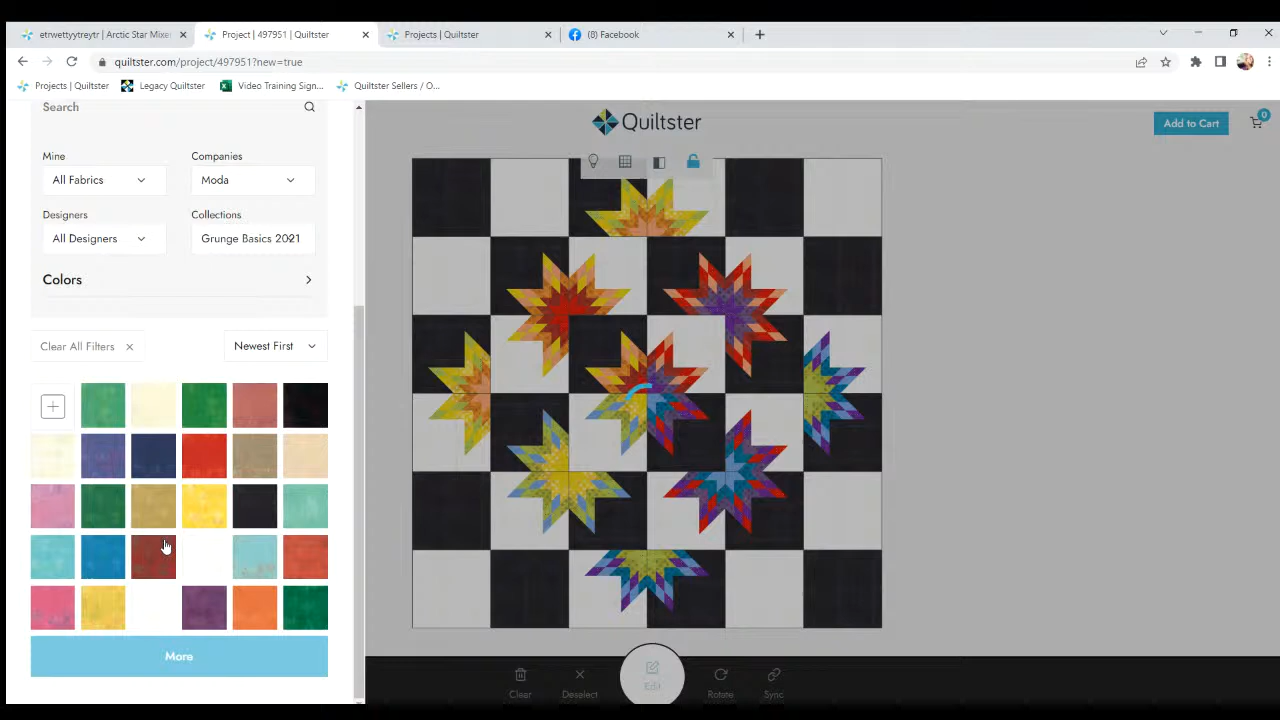 etrwettyytreytr | Arctic Star Mixe
Project | 497951 | Quiltster
Projects | Quiltster
(8) Facebook
quiltster.com/project/497951?new=true
Projects | Quiltster
Legacy Quiltster
Video Training Sign...
Quiltster Sellers / O...
Search
Quiltster
Add to Cart
0
Mine
Companies
All Fabrics
Moda
Designers
Collections
All Designers
Grunge Basics 2021
Colors
Clear All Filters
Newest First
More
Clear
Deselect
Edit
Rotate
Sync